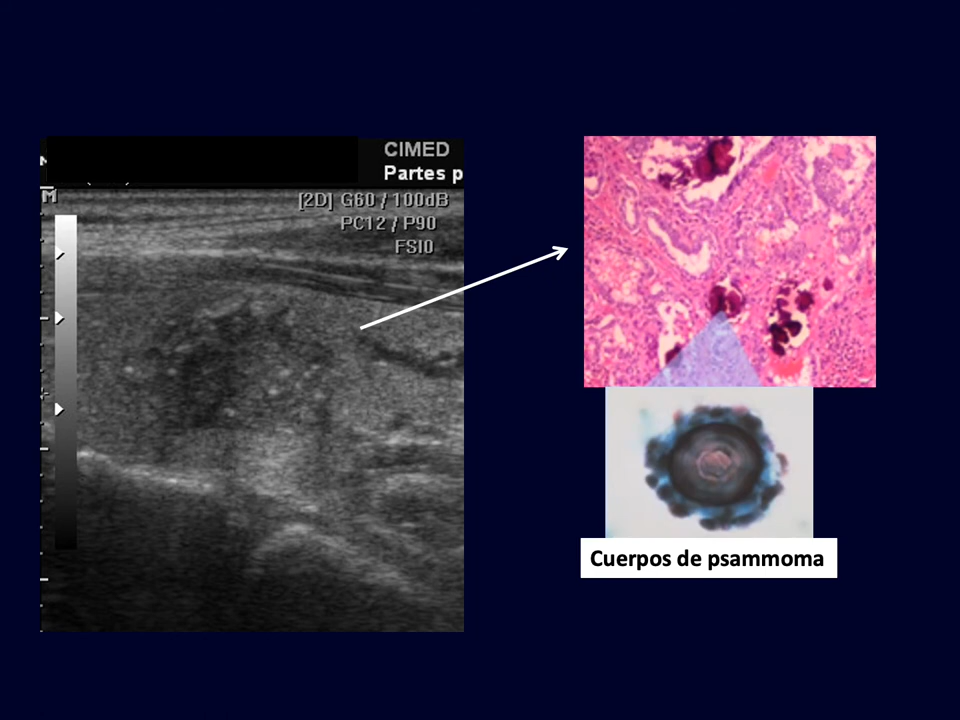 CIMED
Partes p
M
[2D] G60 / 100dB
PC12 / P90
FSI0
Cuerpos de psammoma